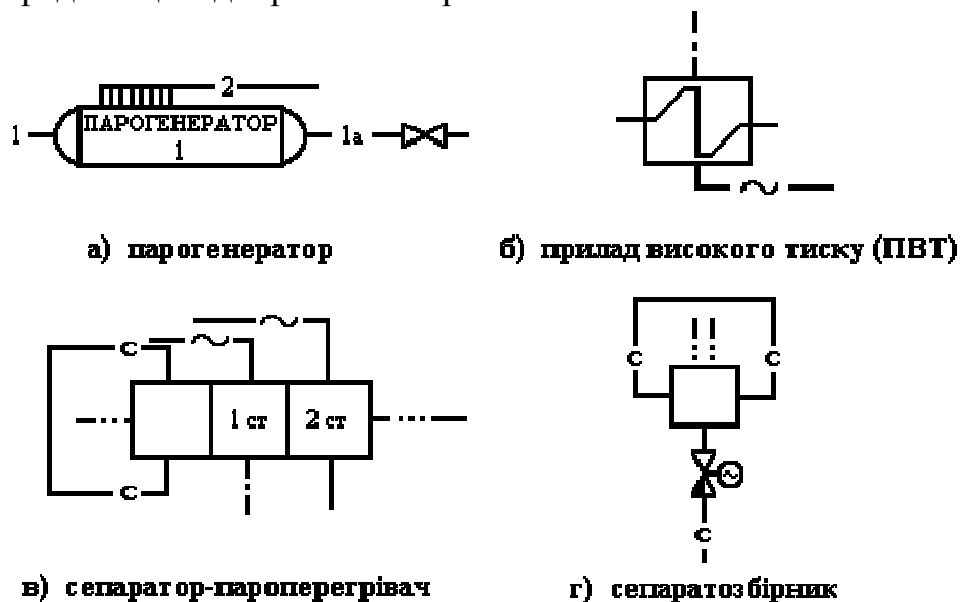 2
ПАРОГЕНЕРАТОР
1 1 1а
а) парогенератор
б) прилад високого тиску (ПВТ)
с с с
1 ст 2 ст
с
с
в) сепаратор-пароперегрівач
г) сепаратозбірник